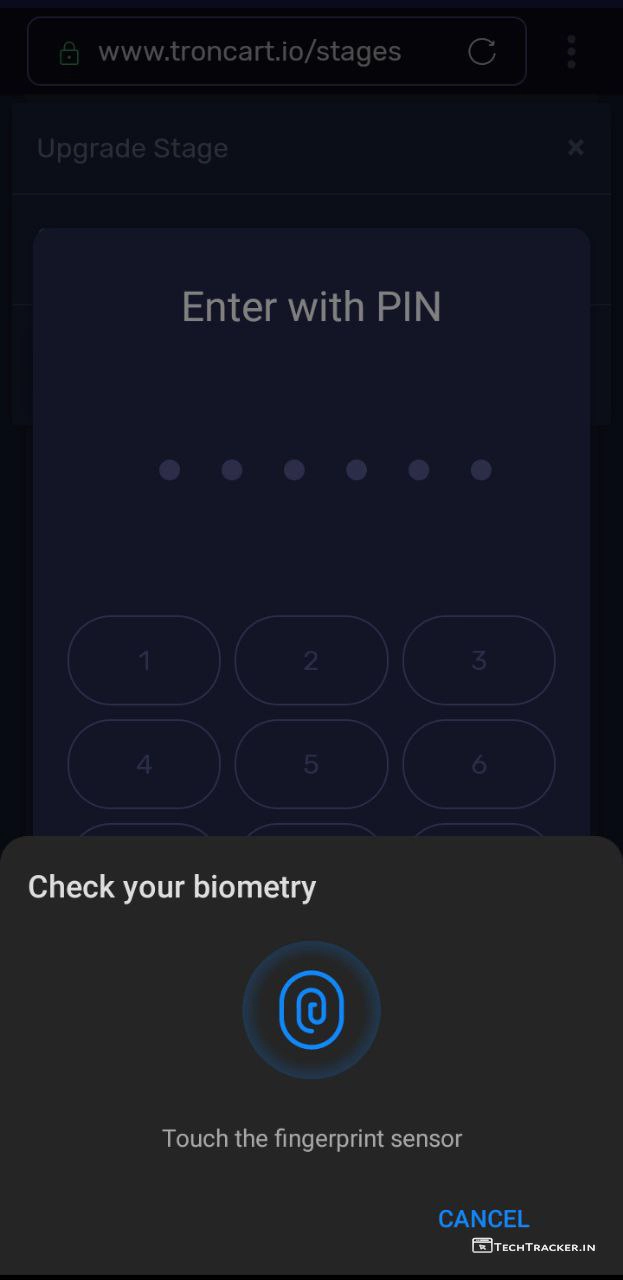 www.troncart.io/stages
Upgrade Stage ×
Enter with PIN
1 2 3
4 5 6
Check your biometry
Touch the fingerprint sensor
CANCEL
TECHTRACKER.IN